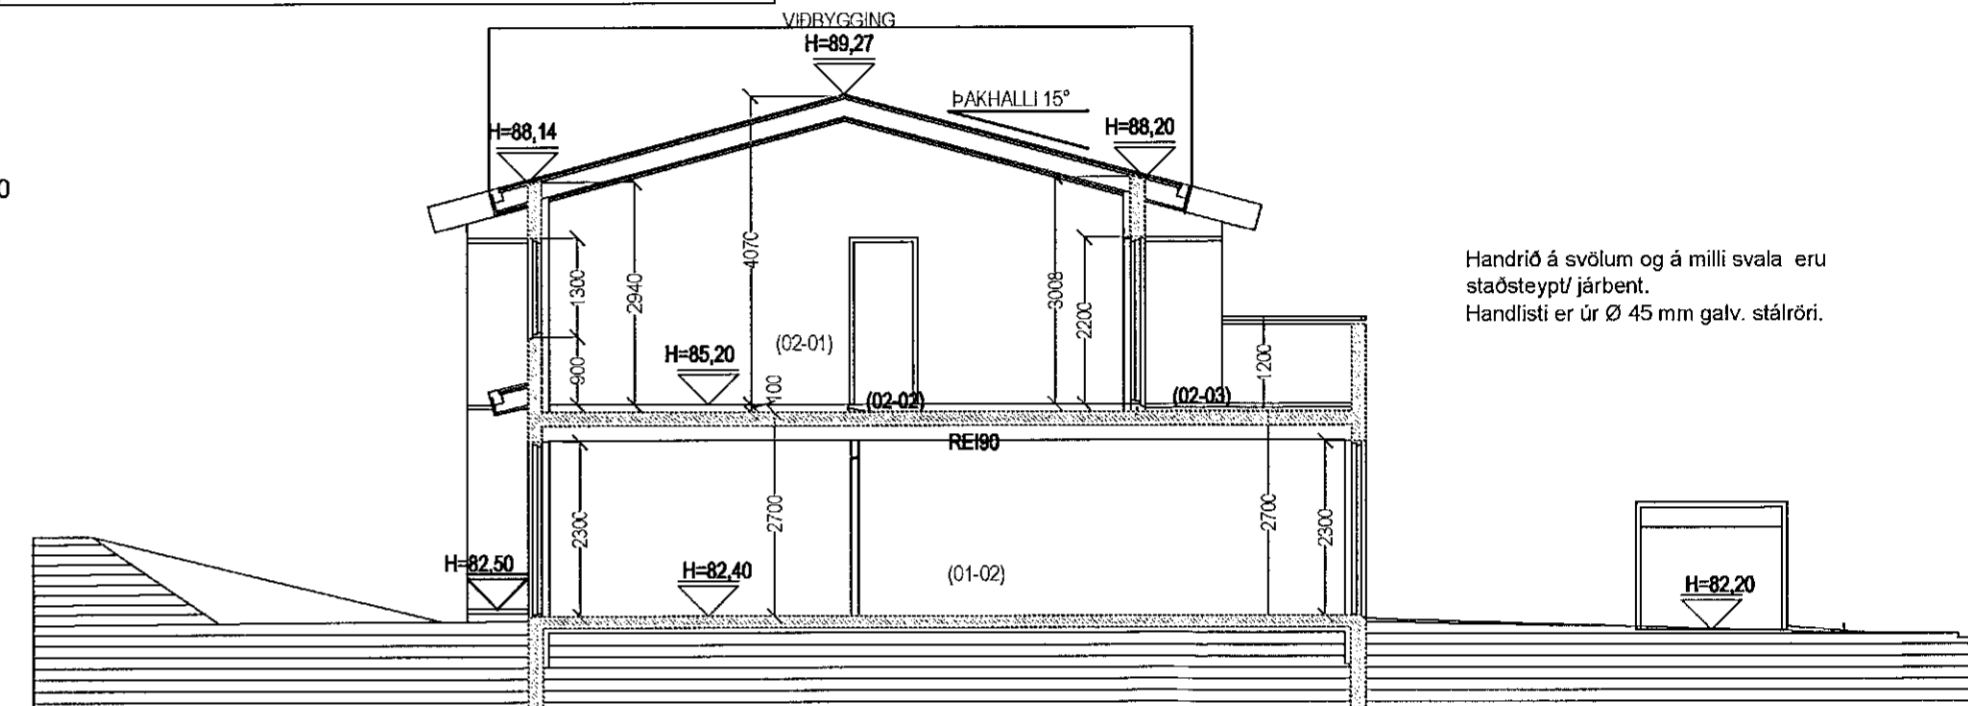 VIÐBYGGING
H=89,27
ÞAKHALLI 15°
H=88,14
H=88,20
0
4070
1300
2940
3008
2200
Handrið á svölum og á milli svala eru
staðsteypt/ járbent.
Handlisti er úr Ø 45 mm galv. stálröri.
(02-01)
H=85,20
900
100
1200
(02-02)
(02-03)
REI90
2300
2700
2700
2300
H=82,50
H=82,40
(01-02)
H=82,20